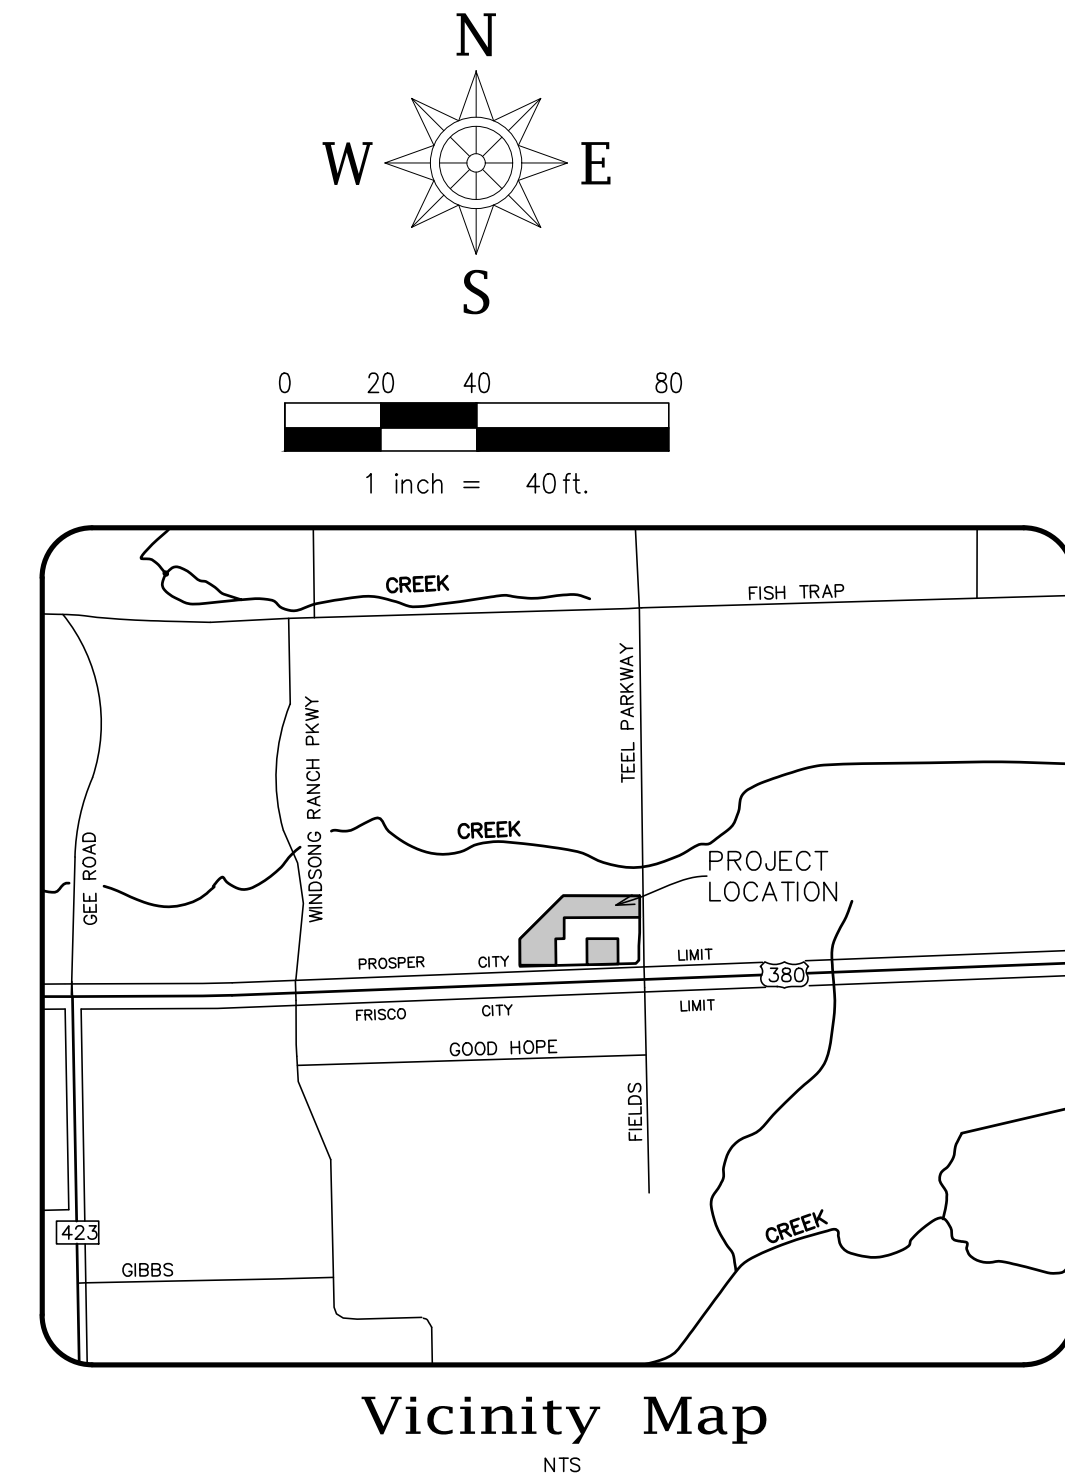 N
W E
S
0 20 40 80
1 inch = 40 ft.
CREEK
FISH TRAP
TEEL PARKWAY
WINDSONG RANCH PKWY
GEE ROAD
CREEK
PROJECT
LOCATION
PROSPER CITY LIMIT
380
FRISCO CITY LIMIT
GOOD HOPE
FIELDS
423
CREEK
GIBBS
Vicinity Map
NTS